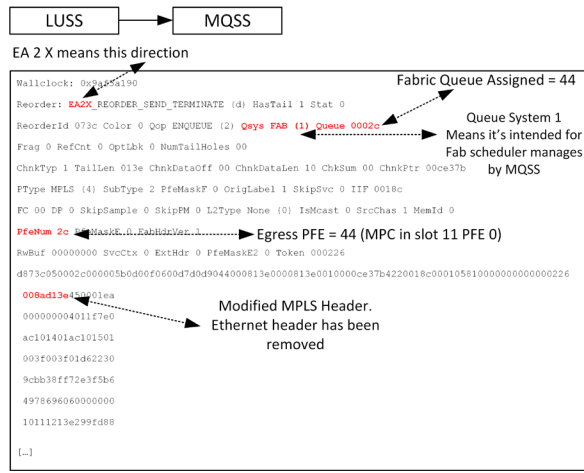 LUSS
MQSS
EA 2 X means this direction
Wallclock: 0x9af5a190
Fabric Queue Assigned = 44
Reorder: EA2X_REORDER_SEND_TERMINATE (d) HasTail 1 Stat 0
Queue System 1
Means it's intended for
Fab scheduler manages
by MQSS
ReorderId 073c Color 0 Qop ENQUEUE (2) Qsys FAB (1) Queue 0002c
Frag 0 RefCnt 0 OptLbk 0 NumTailHoles 00
ChnkTyp 1 TailLen 013e ChnkDataOff 00 ChnkDataLen 10 ChkSum 00 ChnkPtr 00ce37b
PType MPLS (4) SubType 2 PfeMaskF 0 OrigLabel 1 SkipSvc 0 IIF 0018c
FC 00 DP 0 SkipSample 0 SkipPM 0 L2Type None (0) IsMcast 0 SrcChas 1 MemId 0
PfeNum 2c PfeMaskE 0 FabHdrVer 1
Egress PFE = 44 (MPC in slot 11 PFE 0)
RwBuf 00000000 SvcCtx 0 ExtHdr 0 PfeMaskE2 0 Token 000226
d873c050002c000005b0d00f0600d7d0d9044000813e0000813e0010000ce37b4220018c0001058100000000000000226
008ad13e450001ea
Modified MPLS Header.
Ethernet header has been
removed
000000004011f7e0
ac101401ac101501
003f003f01d62230
9cbb38ff72e3f5b6
4978696060000000
10111213e299fd88
[…]